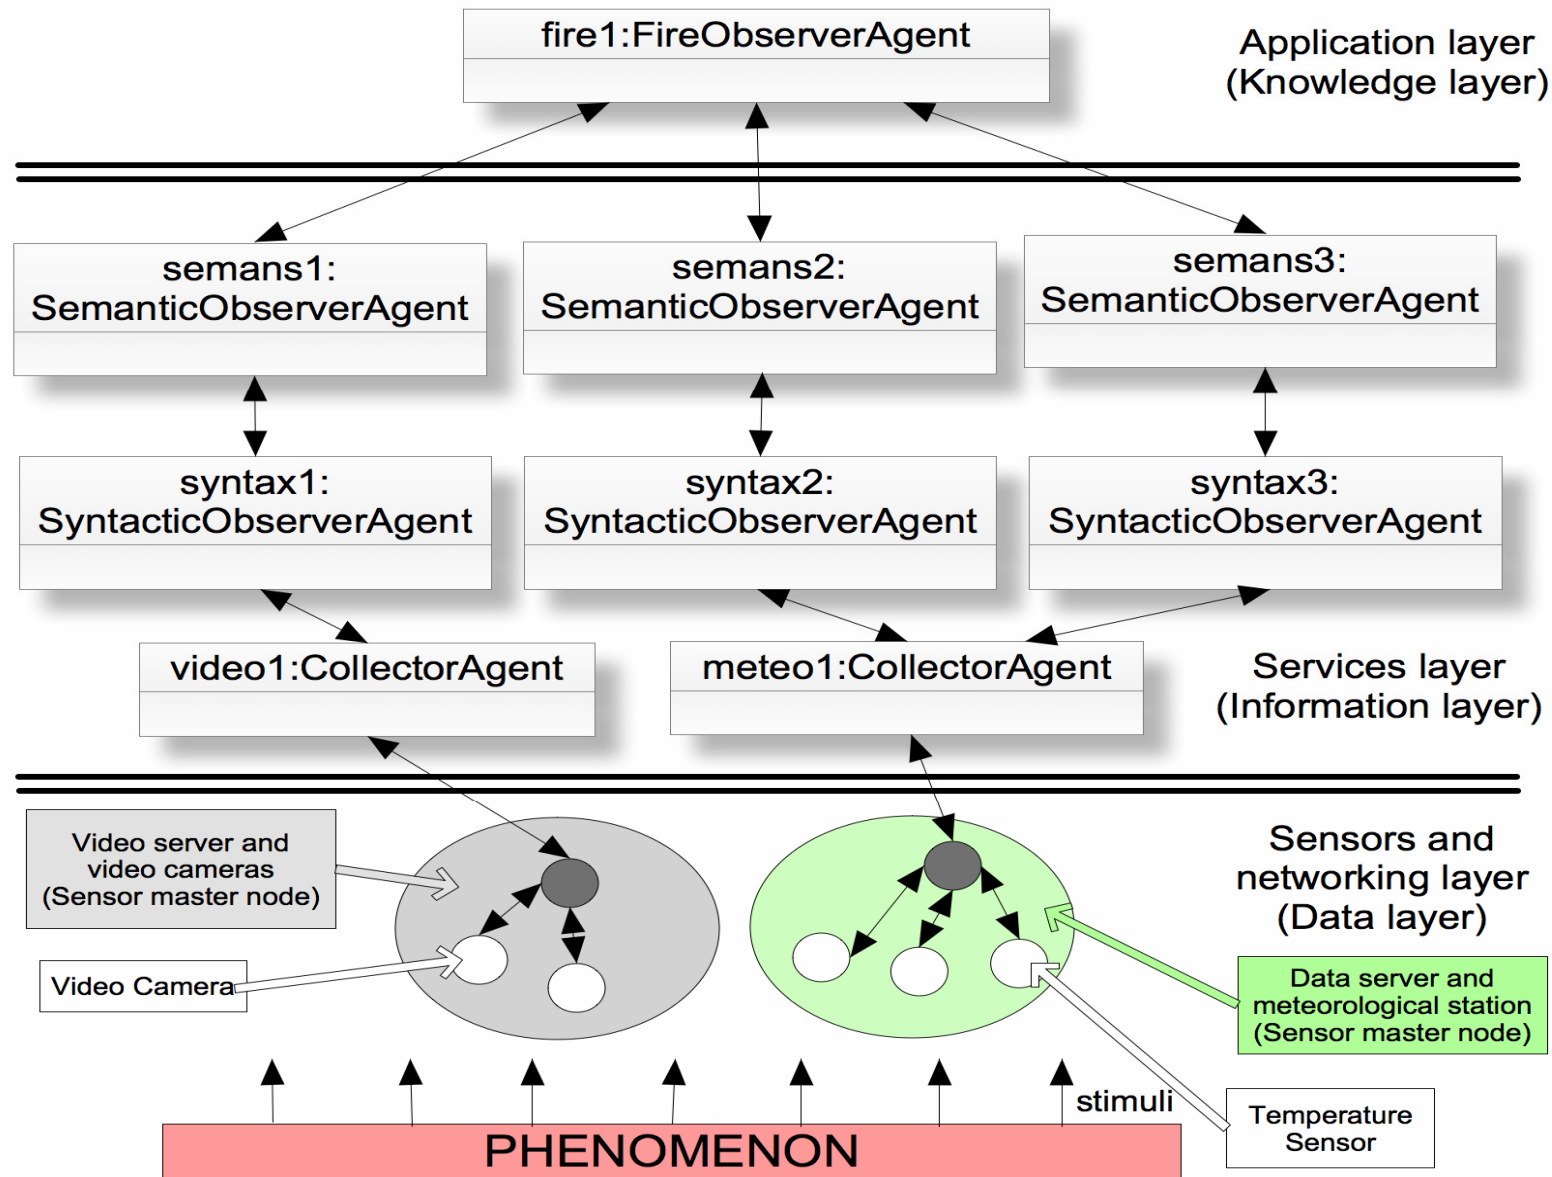 fire1:FireObserverAgent
Application layer
(Knowledge layer)
semans1:
SemanticObserverAgent
semans2:
SemanticObserverAgent
semans3:
SemanticObserverAgent
syntax1:
SyntacticObserverAgent
syntax2:
SyntacticObserverAgent
syntax3:
SyntacticObserverAgent
video1:CollectorAgent
meteo1:CollectorAgent
Services layer
(Information layer)
Video server and
video cameras
(Sensor master node)
Sensors and
networking layer
(Data layer)
Video Camera
Data server and
meteorological station
(Sensor master node)
stimuli
Temperature
Sensor
PHENOMENON